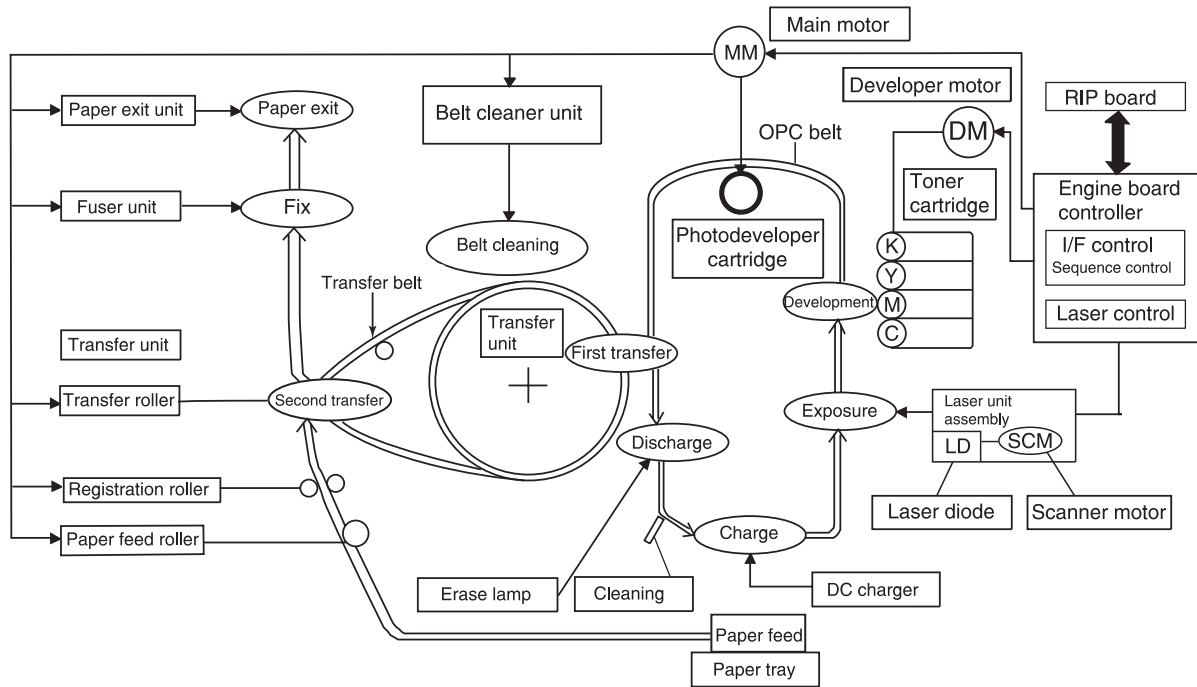 Main motor
MM
Developer motor
DM
RIP board
Paper exit unit
Paper exit
Belt cleaner unit
OPC belt
Toner
cartridge
Engine board
controller
I/F control
Sequence control
Laser control
Fuser unit
Fix
Belt cleaning
Photodeveloper
cartridge
K
Y
M
C
Development
Transfer belt
Transfer
unit
First transfer
Transfer unit
Transfer roller
Second transfer
Discharge
Exposure
Laser unit
assembly
LD
SCM
Laser diode
Scanner motor
Registration roller
Paper feed roller
Charge
Erase lamp
Cleaning
DC charger
Paper feed
Paper tray